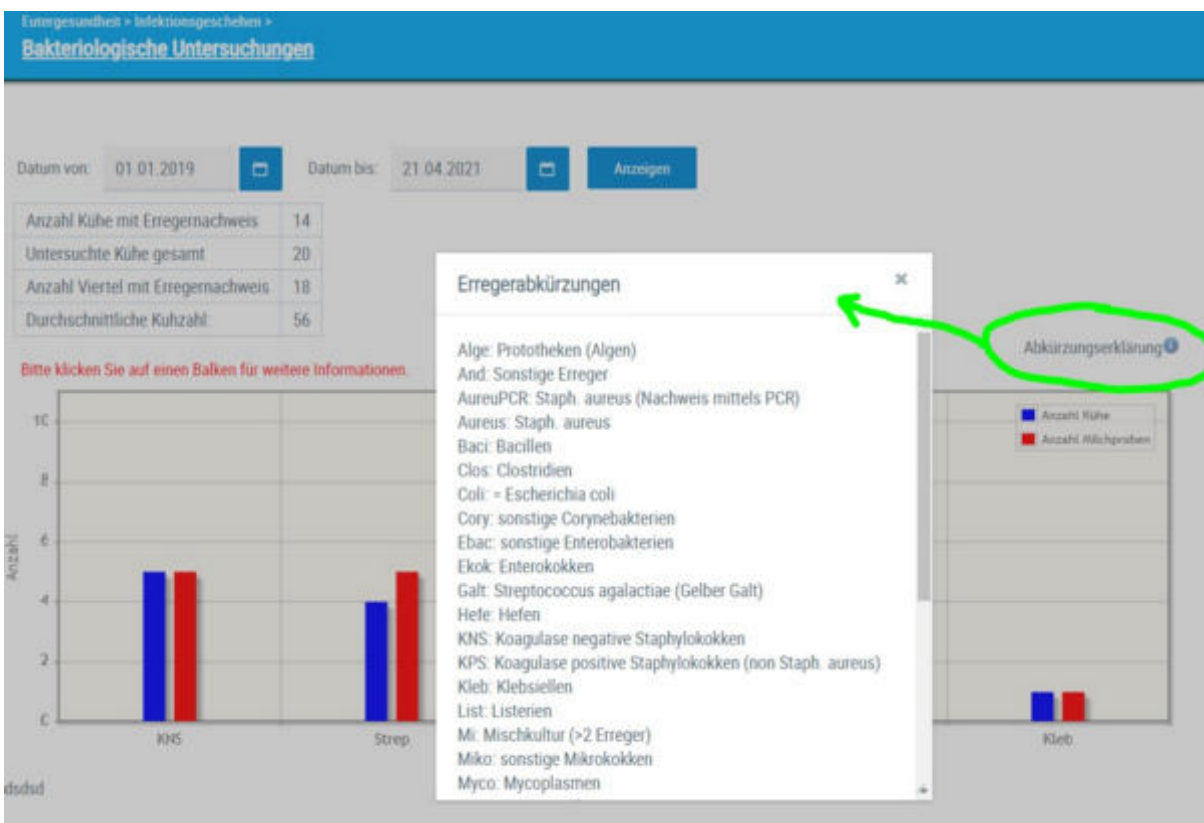 Eutergesundheit > Infektionsgeschehen >
Bakteriologische Untersuchungen
Datum von: 01.01.2019 Datum bis: 21.04.2021 Anzeigen
Anzahl Kühe mit Erregernachweis 14
Untersuchte Kühe gesamt 20
Anzahl Viertel mit Erregernachweis 18
Durchschnittliche Kuhzahl: 56
Bitte klicken Sie auf einen Balken für weitere Informationen.
Abkürzungserklärung
Erregerabkürzungen ×
Alge: Prototheken (Algen)
And: Sonstige Erreger
AureuPCR: Staph. aureus (Nachweis mittels PCR)
Aureus: Staph. aureus
Baci: Bacillen
Clos: Clostridien
Coli: = Escherichia coli
Cory: sonstige Corynebakterien
Ebac: sonstige Enterobakterien
Ekok: Enterokokken
Galt: Streptococcus agalactiae (Gelber Galt)
Hefe: Hefen
KNS: Koagulase negative Staphylokokken
KPS: Koagulase positive Staphylokokken (non Staph. aureus)
Kleb: Klebsiellen
List: Listerien
Mi: Mischkultur (>2 Erreger)
Miko: sonstige Mikrokokken
Myco: Mycoplasmen
Anzahl Kühe
Anzahl Milchproben
Anzahl
10
8
6
4
2
0
KNS Strep Kleb
dsdsd